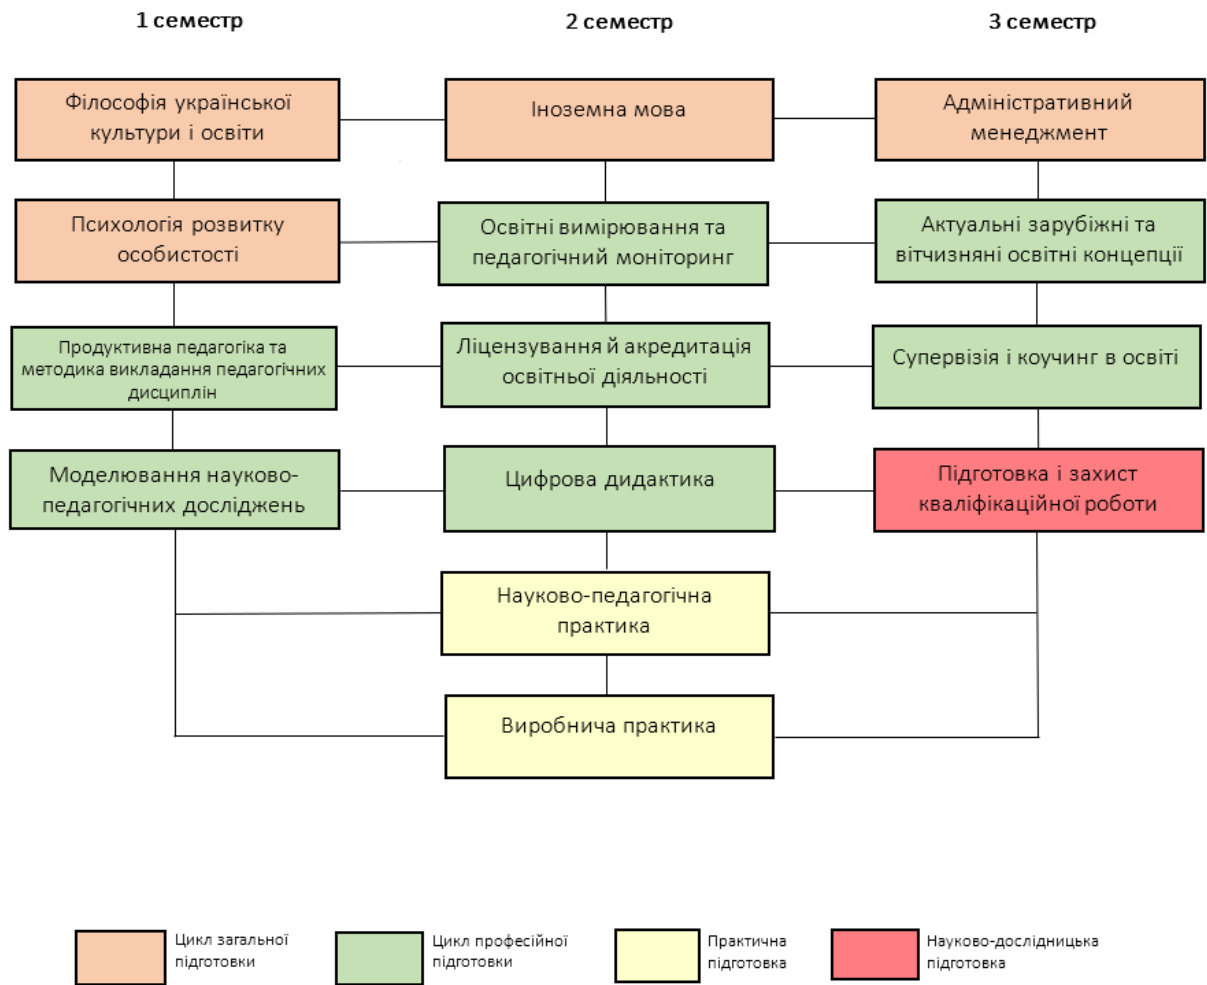 1 семестр
2 семестр
3 семестр
Філософія української
культури і освіти
Іноземна мова
Адміністративний
менеджмент
Психологія розвитку
особистості
Освітні вимірювання та
педагогічний моніторинг
Актуальні зарубіжні та
вітчизняні освітні концепції
Продуктивна педагогіка та
методика викладання педагогічних
дисциплін
Ліцензування й акредитація
освітньої діяльності
Супервізія і коучинг в освіті
Моделювання науково-
педагогічних досліджень
Цифрова дидактика
Підготовка і захист
кваліфікаційної роботи
Науково-педагогічна
практика
Виробнича практика
Цикл загальної
підготовки
Цикл професійної
підготовки
Практична
підготовка
Науково-дослідницька
підготовка